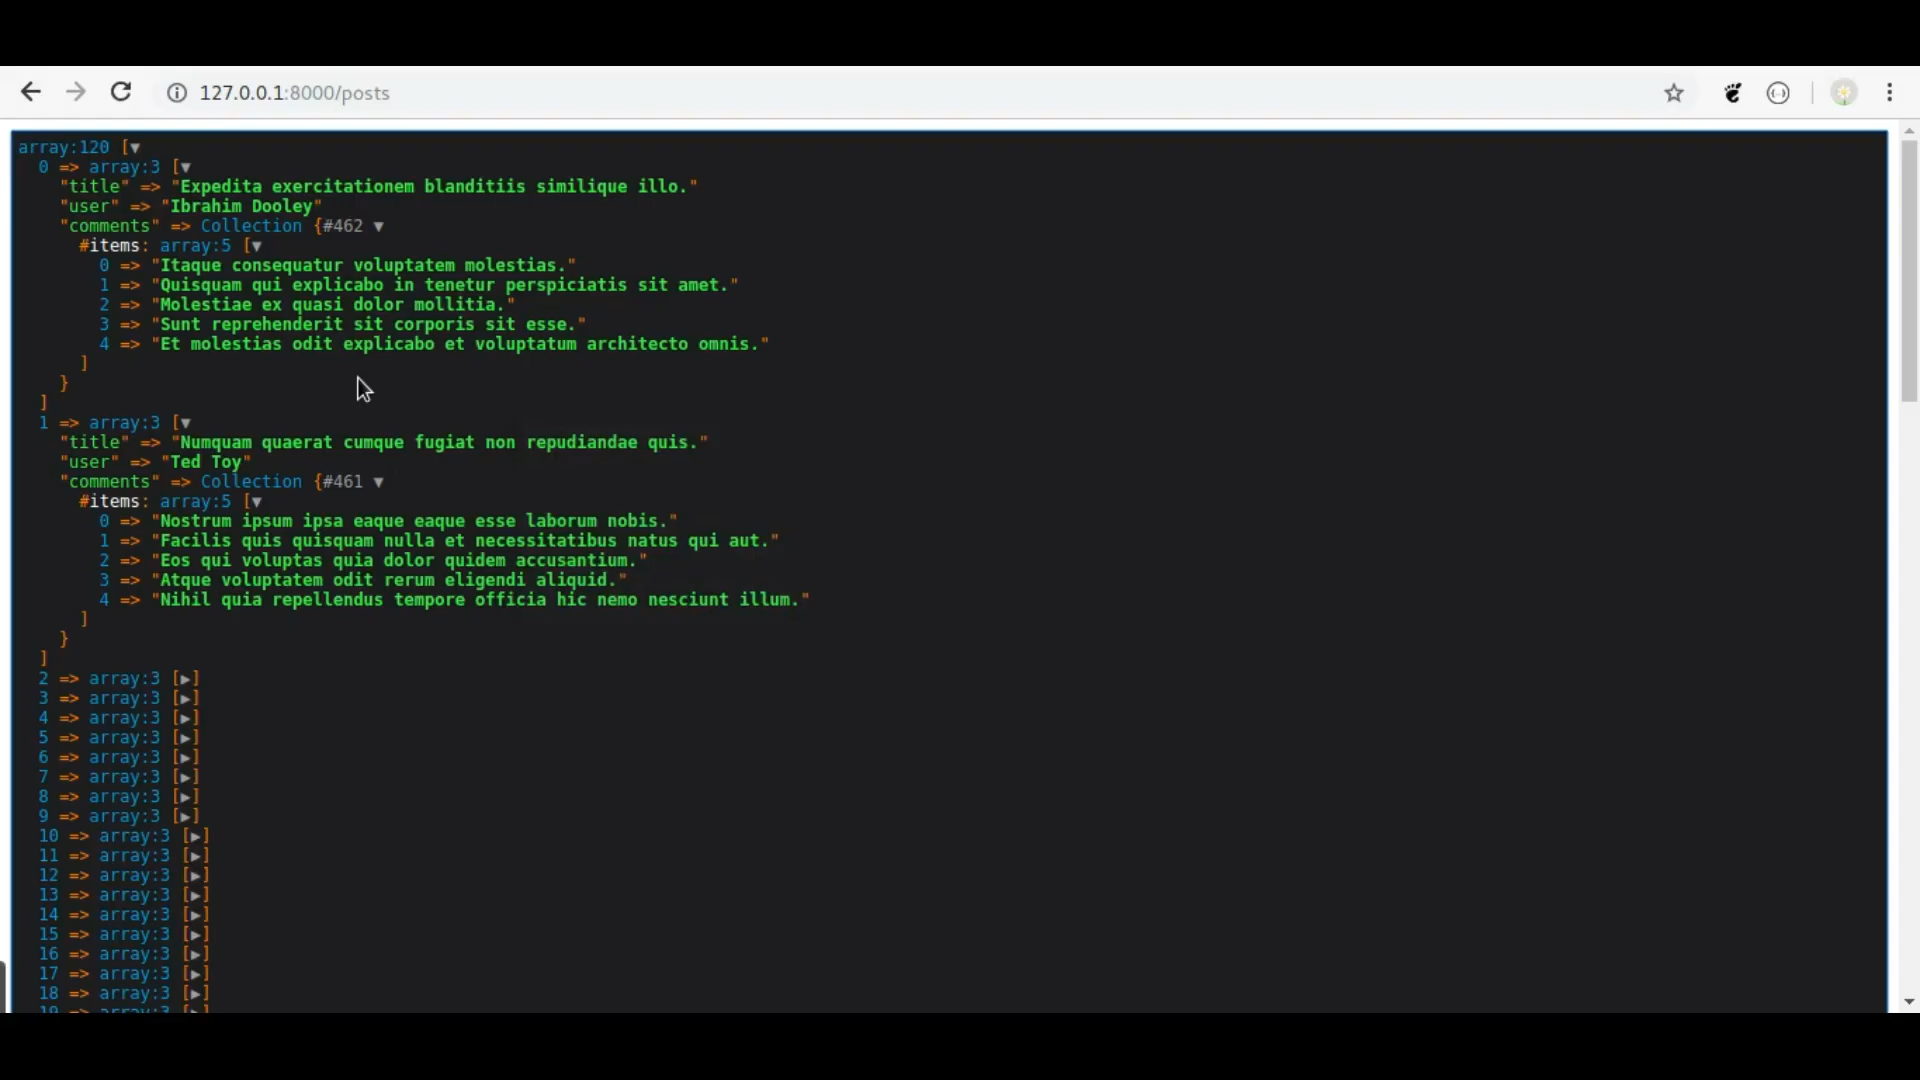 127.0.0.1:8000/posts
array:120 [▼
  0 => array:3 [▼
    "title" => "Expedita exercitationem blanditiis similique illo."
    "user" => "Ibrahim Dooley"
    "comments" => Collection {#462 ▼
      #items: array:5 [▼
        0 => "Itaque consequatur voluptatem molestias."
        1 => "Quisquam qui explicabo in tenetur perspiciatis sit amet."
        2 => "Molestiae ex quasi dolor mollitia."
        3 => "Sunt reprehenderit sit corporis sit esse."
        4 => "Et molestias odit explicabo et voluptatum architecto omnis."
      ]
    }
  ]
  1 => array:3 [▼
    "title" => "Numquam quaerat cumque fugiat non repudiandae quis."
    "user" => "Ted Toy"
    "comments" => Collection {#461 ▼
      #items: array:5 [▼
        0 => "Nostrum ipsum ipsa eaque eaque esse laborum nobis."
        1 => "Facilis quis quisquam nulla et necessitatibus natus qui aut."
        2 => "Eos qui voluptas quia dolor quidem accusantium."
        3 => "Atque voluptatem odit rerum eligendi aliquid."
        4 => "Nihil quia repellendus tempore officia hic nemo nesciunt illum."
      ]
    }
  ]
  2 => array:3 [▶]
  3 => array:3 [▶]
  4 => array:3 [▶]
  5 => array:3 [▶]
  6 => array:3 [▶]
  7 => array:3 [▶]
  8 => array:3 [▶]
  9 => array:3 [▶]
  10 => array:3 [▶]
  11 => array:3 [▶]
  12 => array:3 [▶]
  13 => array:3 [▶]
  14 => array:3 [▶]
  15 => array:3 [▶]
  16 => array:3 [▶]
  17 => array:3 [▶]
  18 => array:3 [▶]
  19 => array:3 [▶]